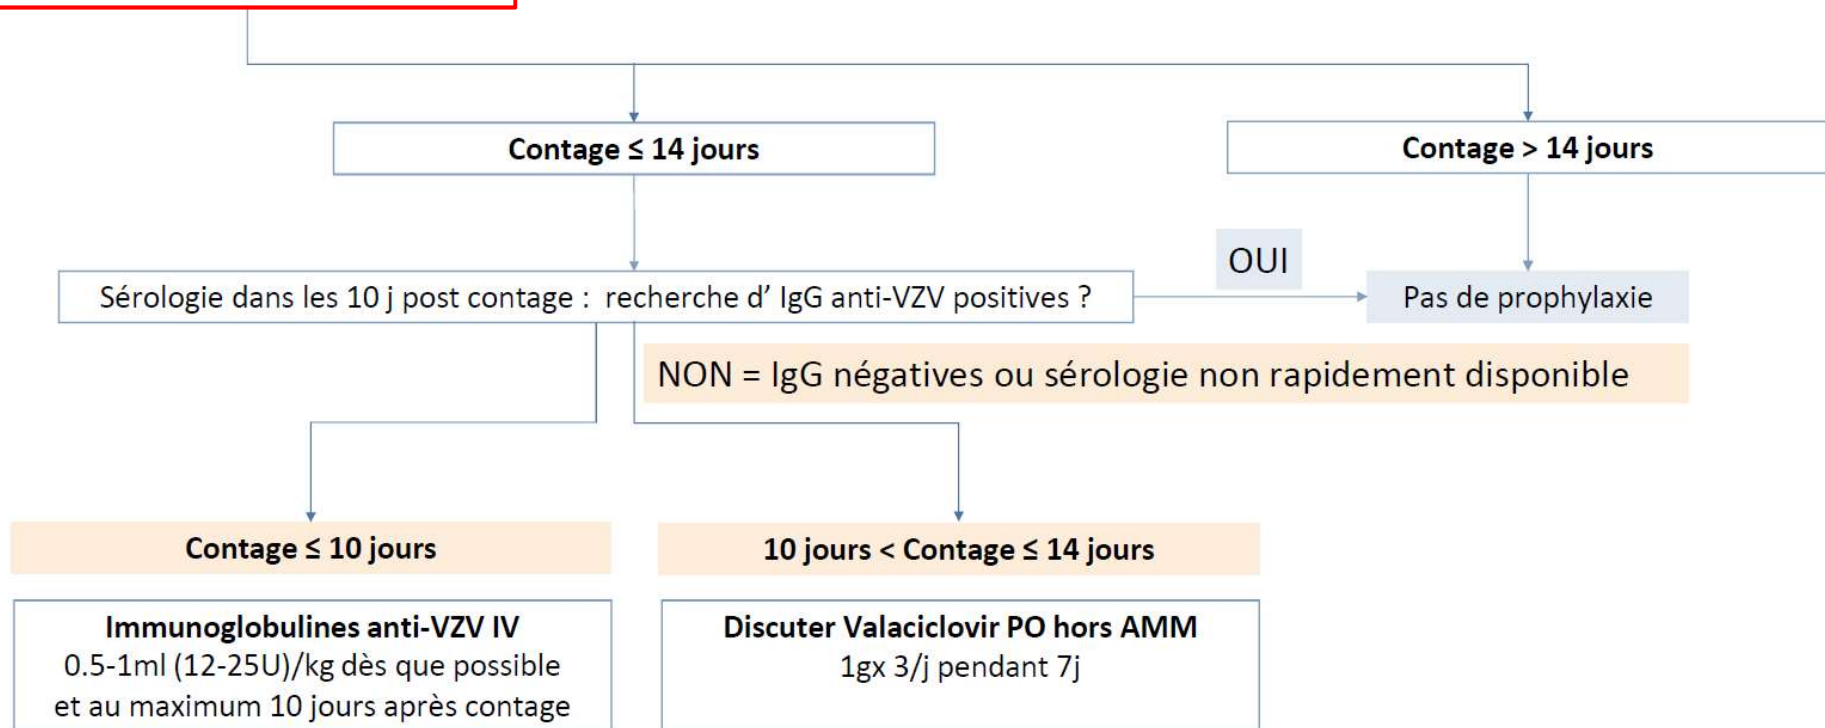 Contage ≤ 14 jours
Contage > 14 jours
OUI
Sérologie dans les 10 j post contage : recherche d' IgG anti-VZV positives ?
Pas de prophylaxie
NON = IgG négatives ou sérologie non rapidement disponible
Contage ≤ 10 jours
10 jours < Contage ≤ 14 jours
Immunoglobulines anti-VZV IV
0.5-1ml (12-25U)/kg dès que possible
et au maximum 10 jours après contage
Discuter Valaciclovir PO hors AMM
1gx 3/j pendant 7j